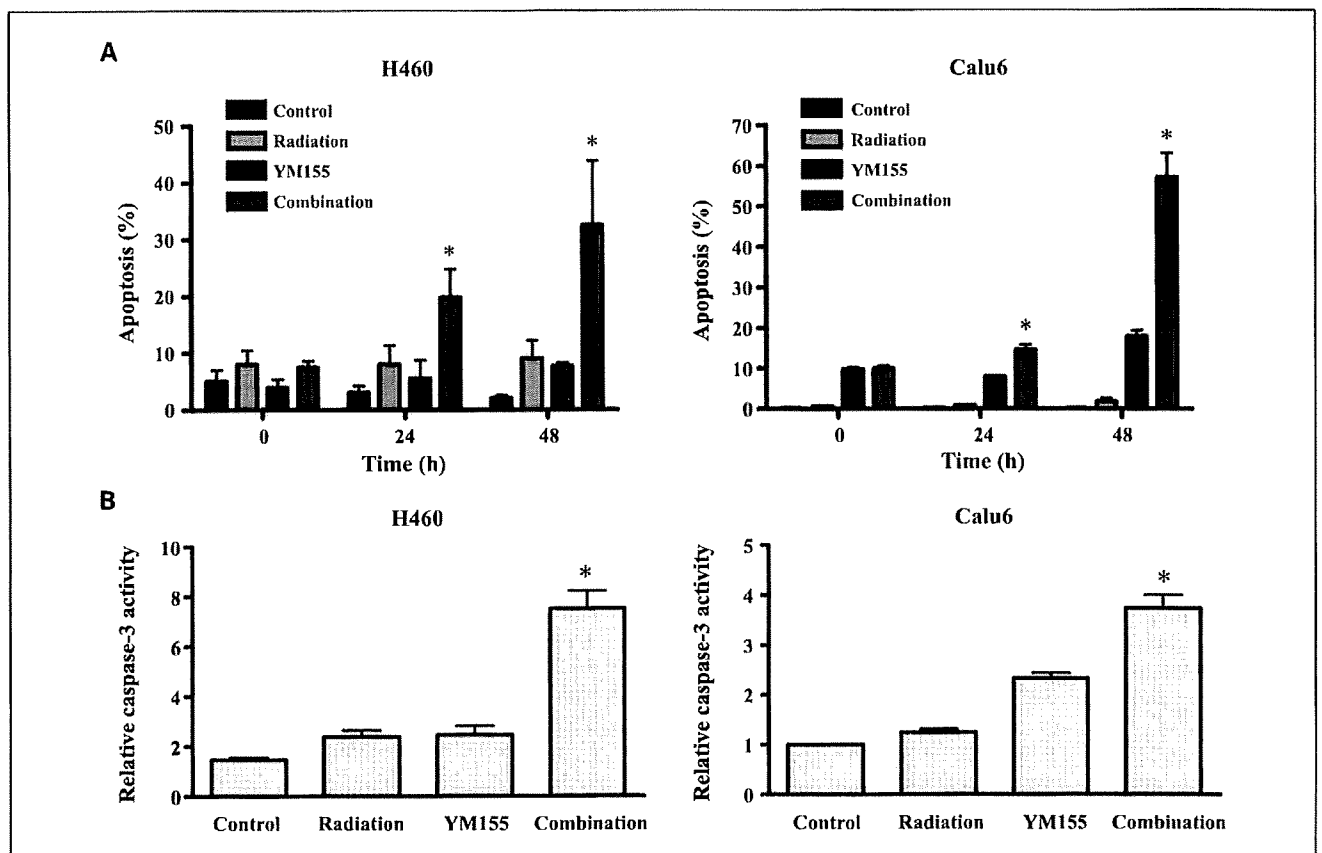 A
H460
Control
Radiation
YM155
Combination
50
40
30
20
10
0
Apoptosis (%)
*
*
0
24
48
Time (h)
Calu6
Control
Radiation
YM155
Combination
70
60
50
40
30
20
10
0
Apoptosis (%)
*
*
0
24
48
Time (h)
B
H460
10
8
6
4
2
0
Relative caspase-3 activity
*
Control
Radiation
YM155
Combination
Calu6
5
4
3
2
1
0
Relative caspase-3 activity
*
Control
Radiation
YM155
Combination